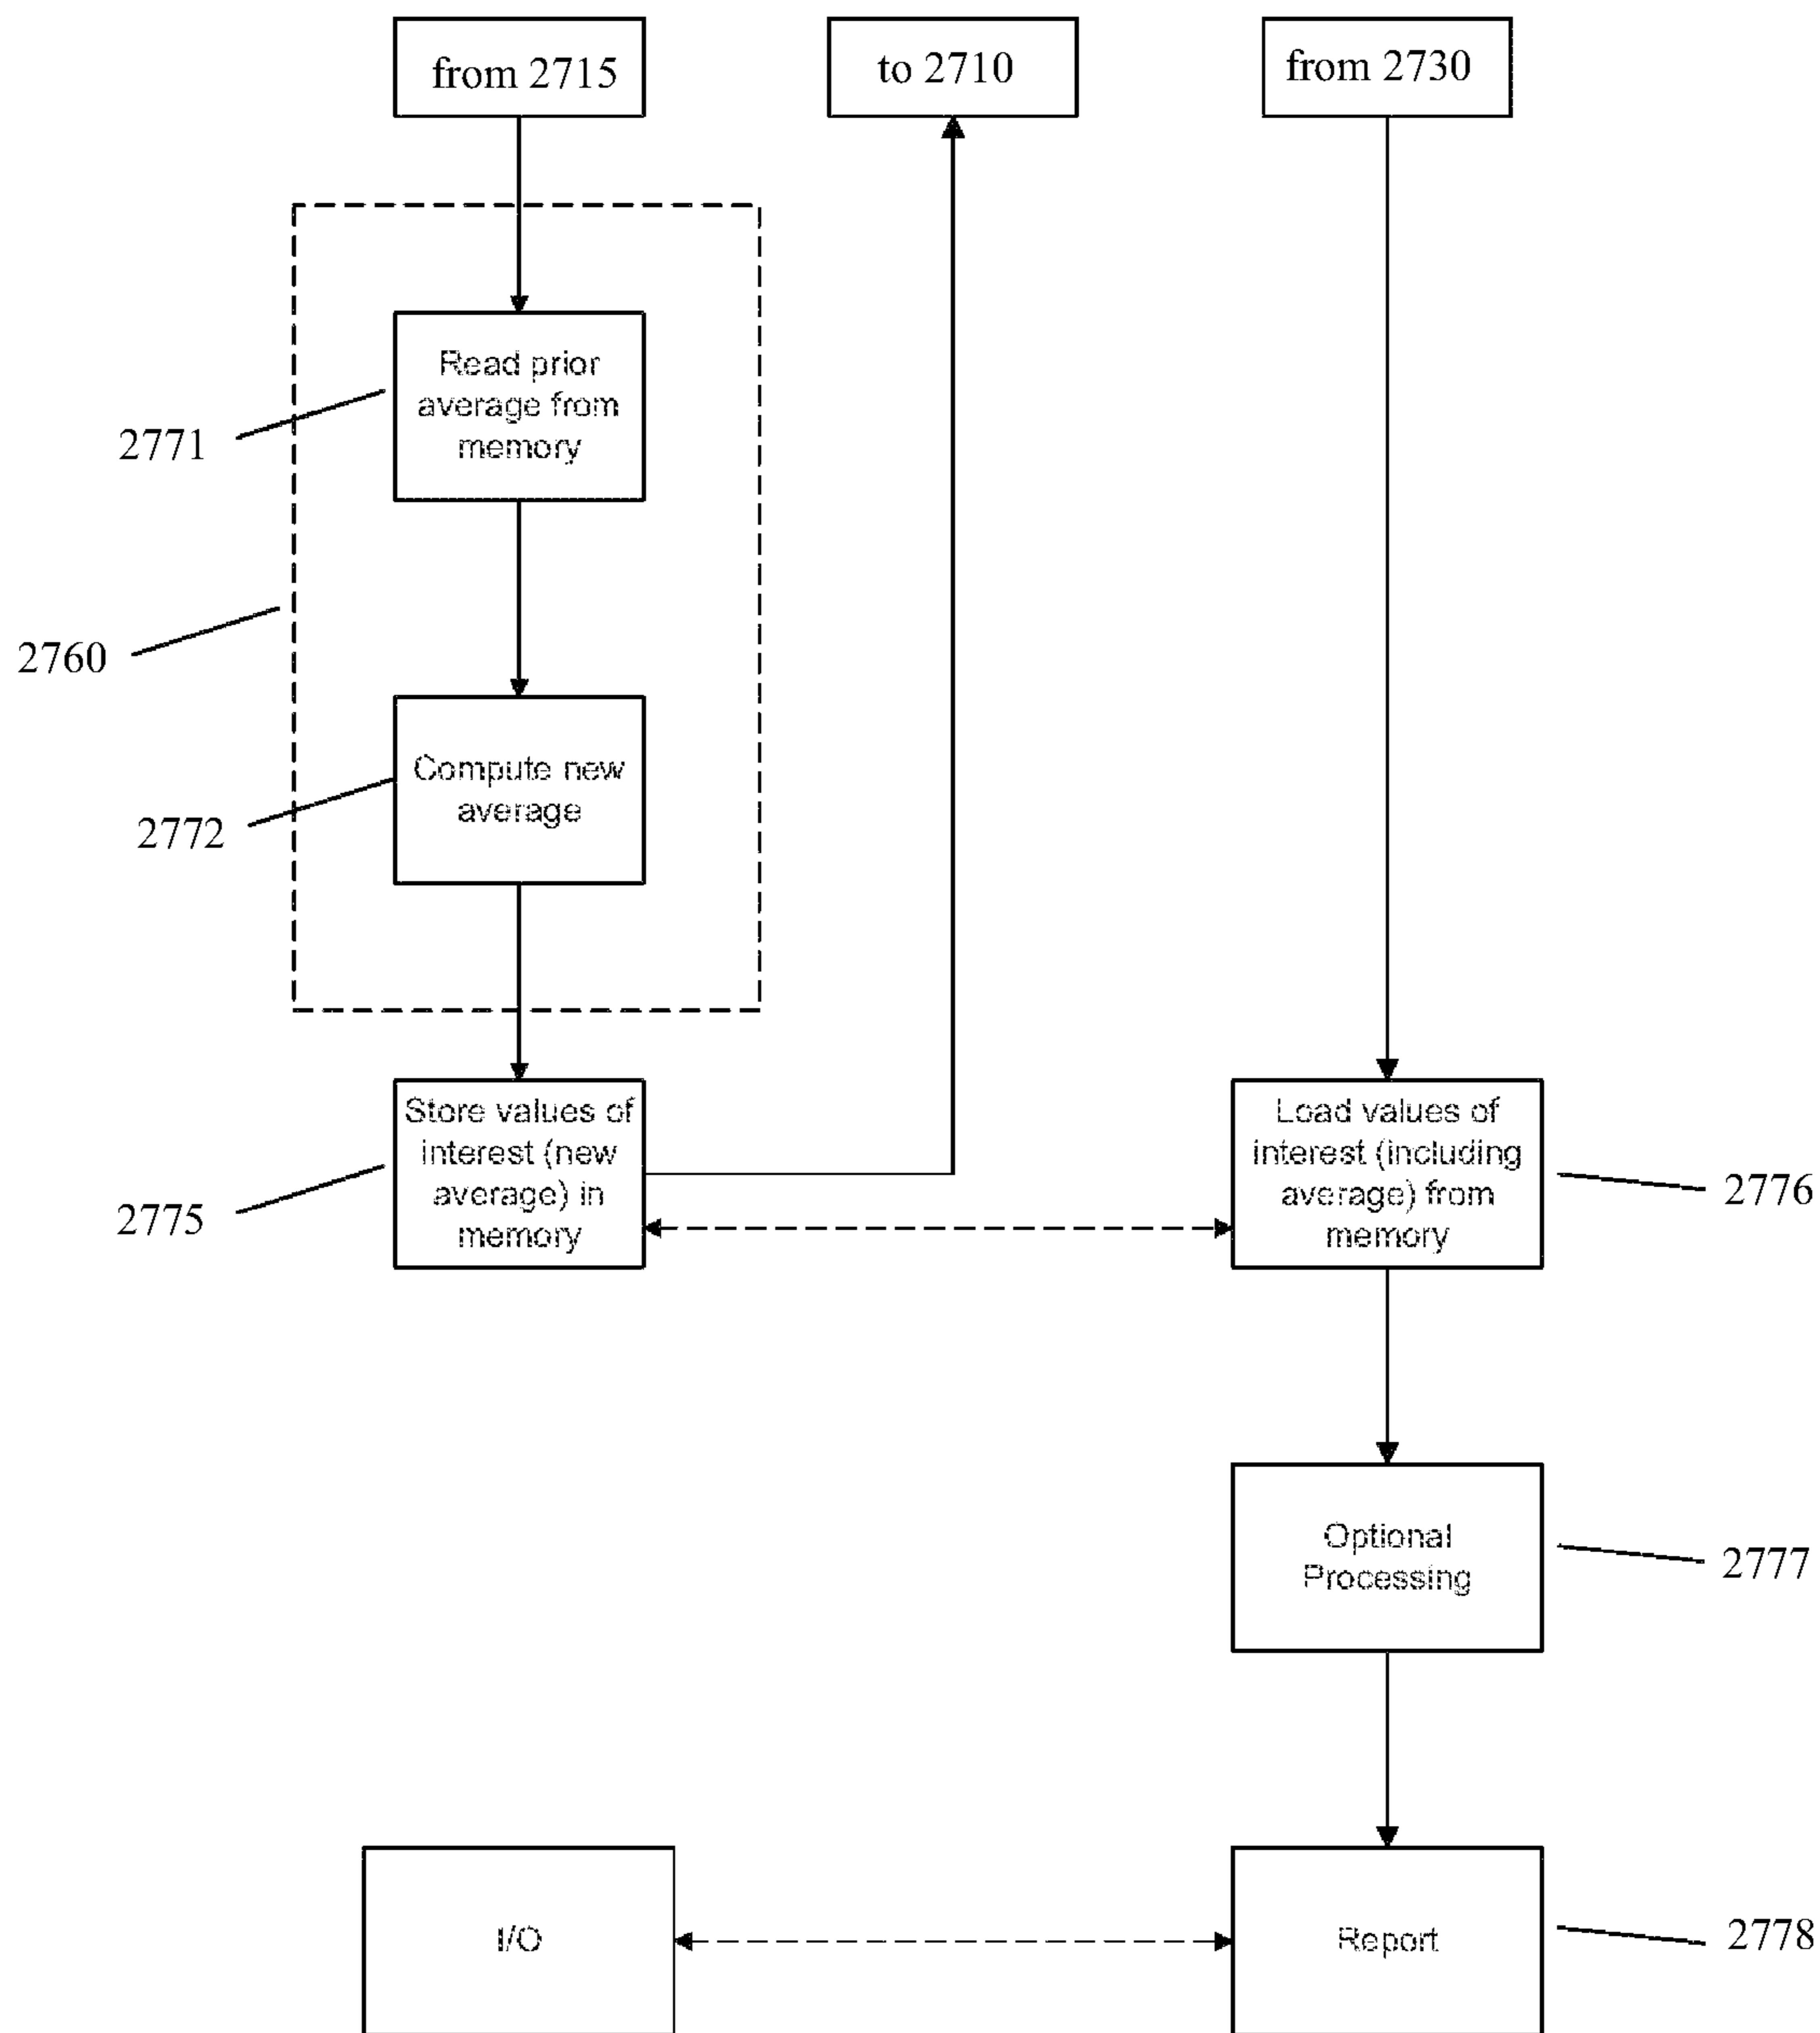 from 2715
to 2710
from 2730
Read prior
average from
memory
2771
2760
Compute new
average
2772
Store values of
interest (new
average) in
memory
2775
Load values of
interest (including
average) from
memory
2776
Optional
Processing
2777
I/O
Report
2778